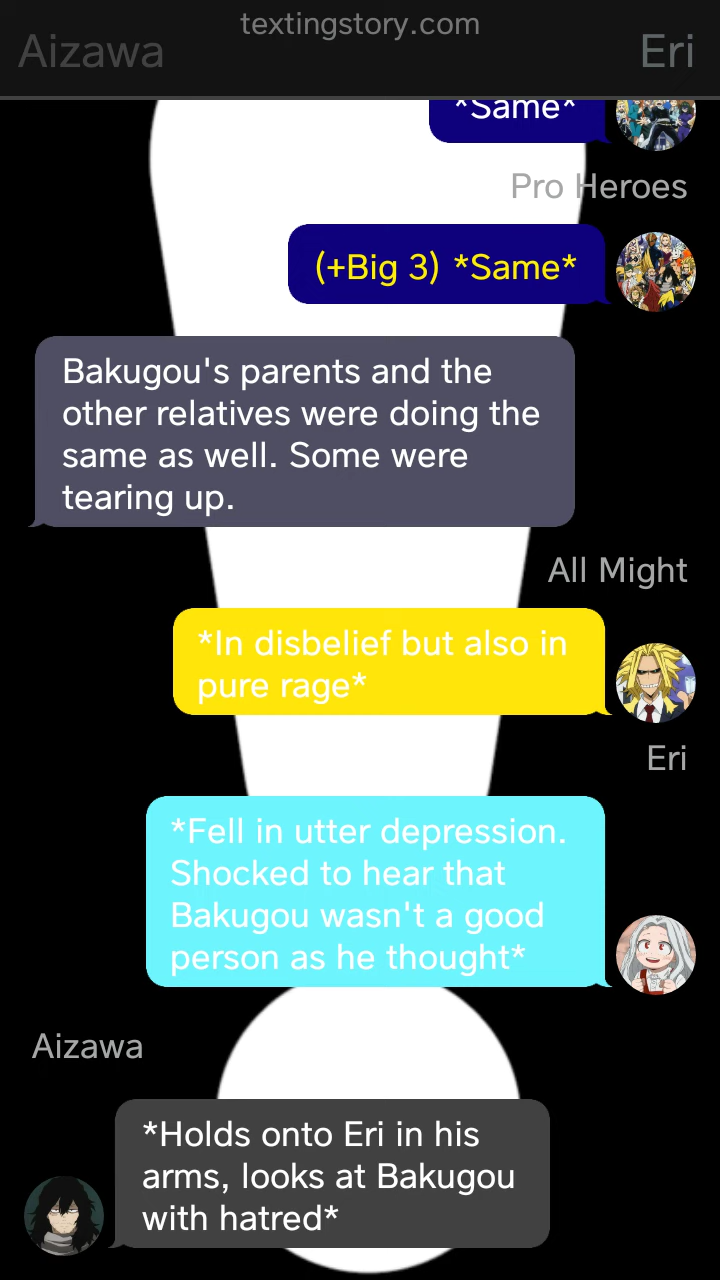 textingstory.com
Aizawa
Eri
*Same*
Pro Heroes
(+Big 3) *Same*
Bakugou's parents and the
other relatives were doing the
same as well. Some were
tearing up.
All Might
*In disbelief but also in
pure rage*
Eri
*Fell in utter depression.
Shocked to hear that
Bakugou wasn't a good
person as he thought*
Aizawa
*Holds onto Eri in his
arms, looks at Bakugou
with hatred*